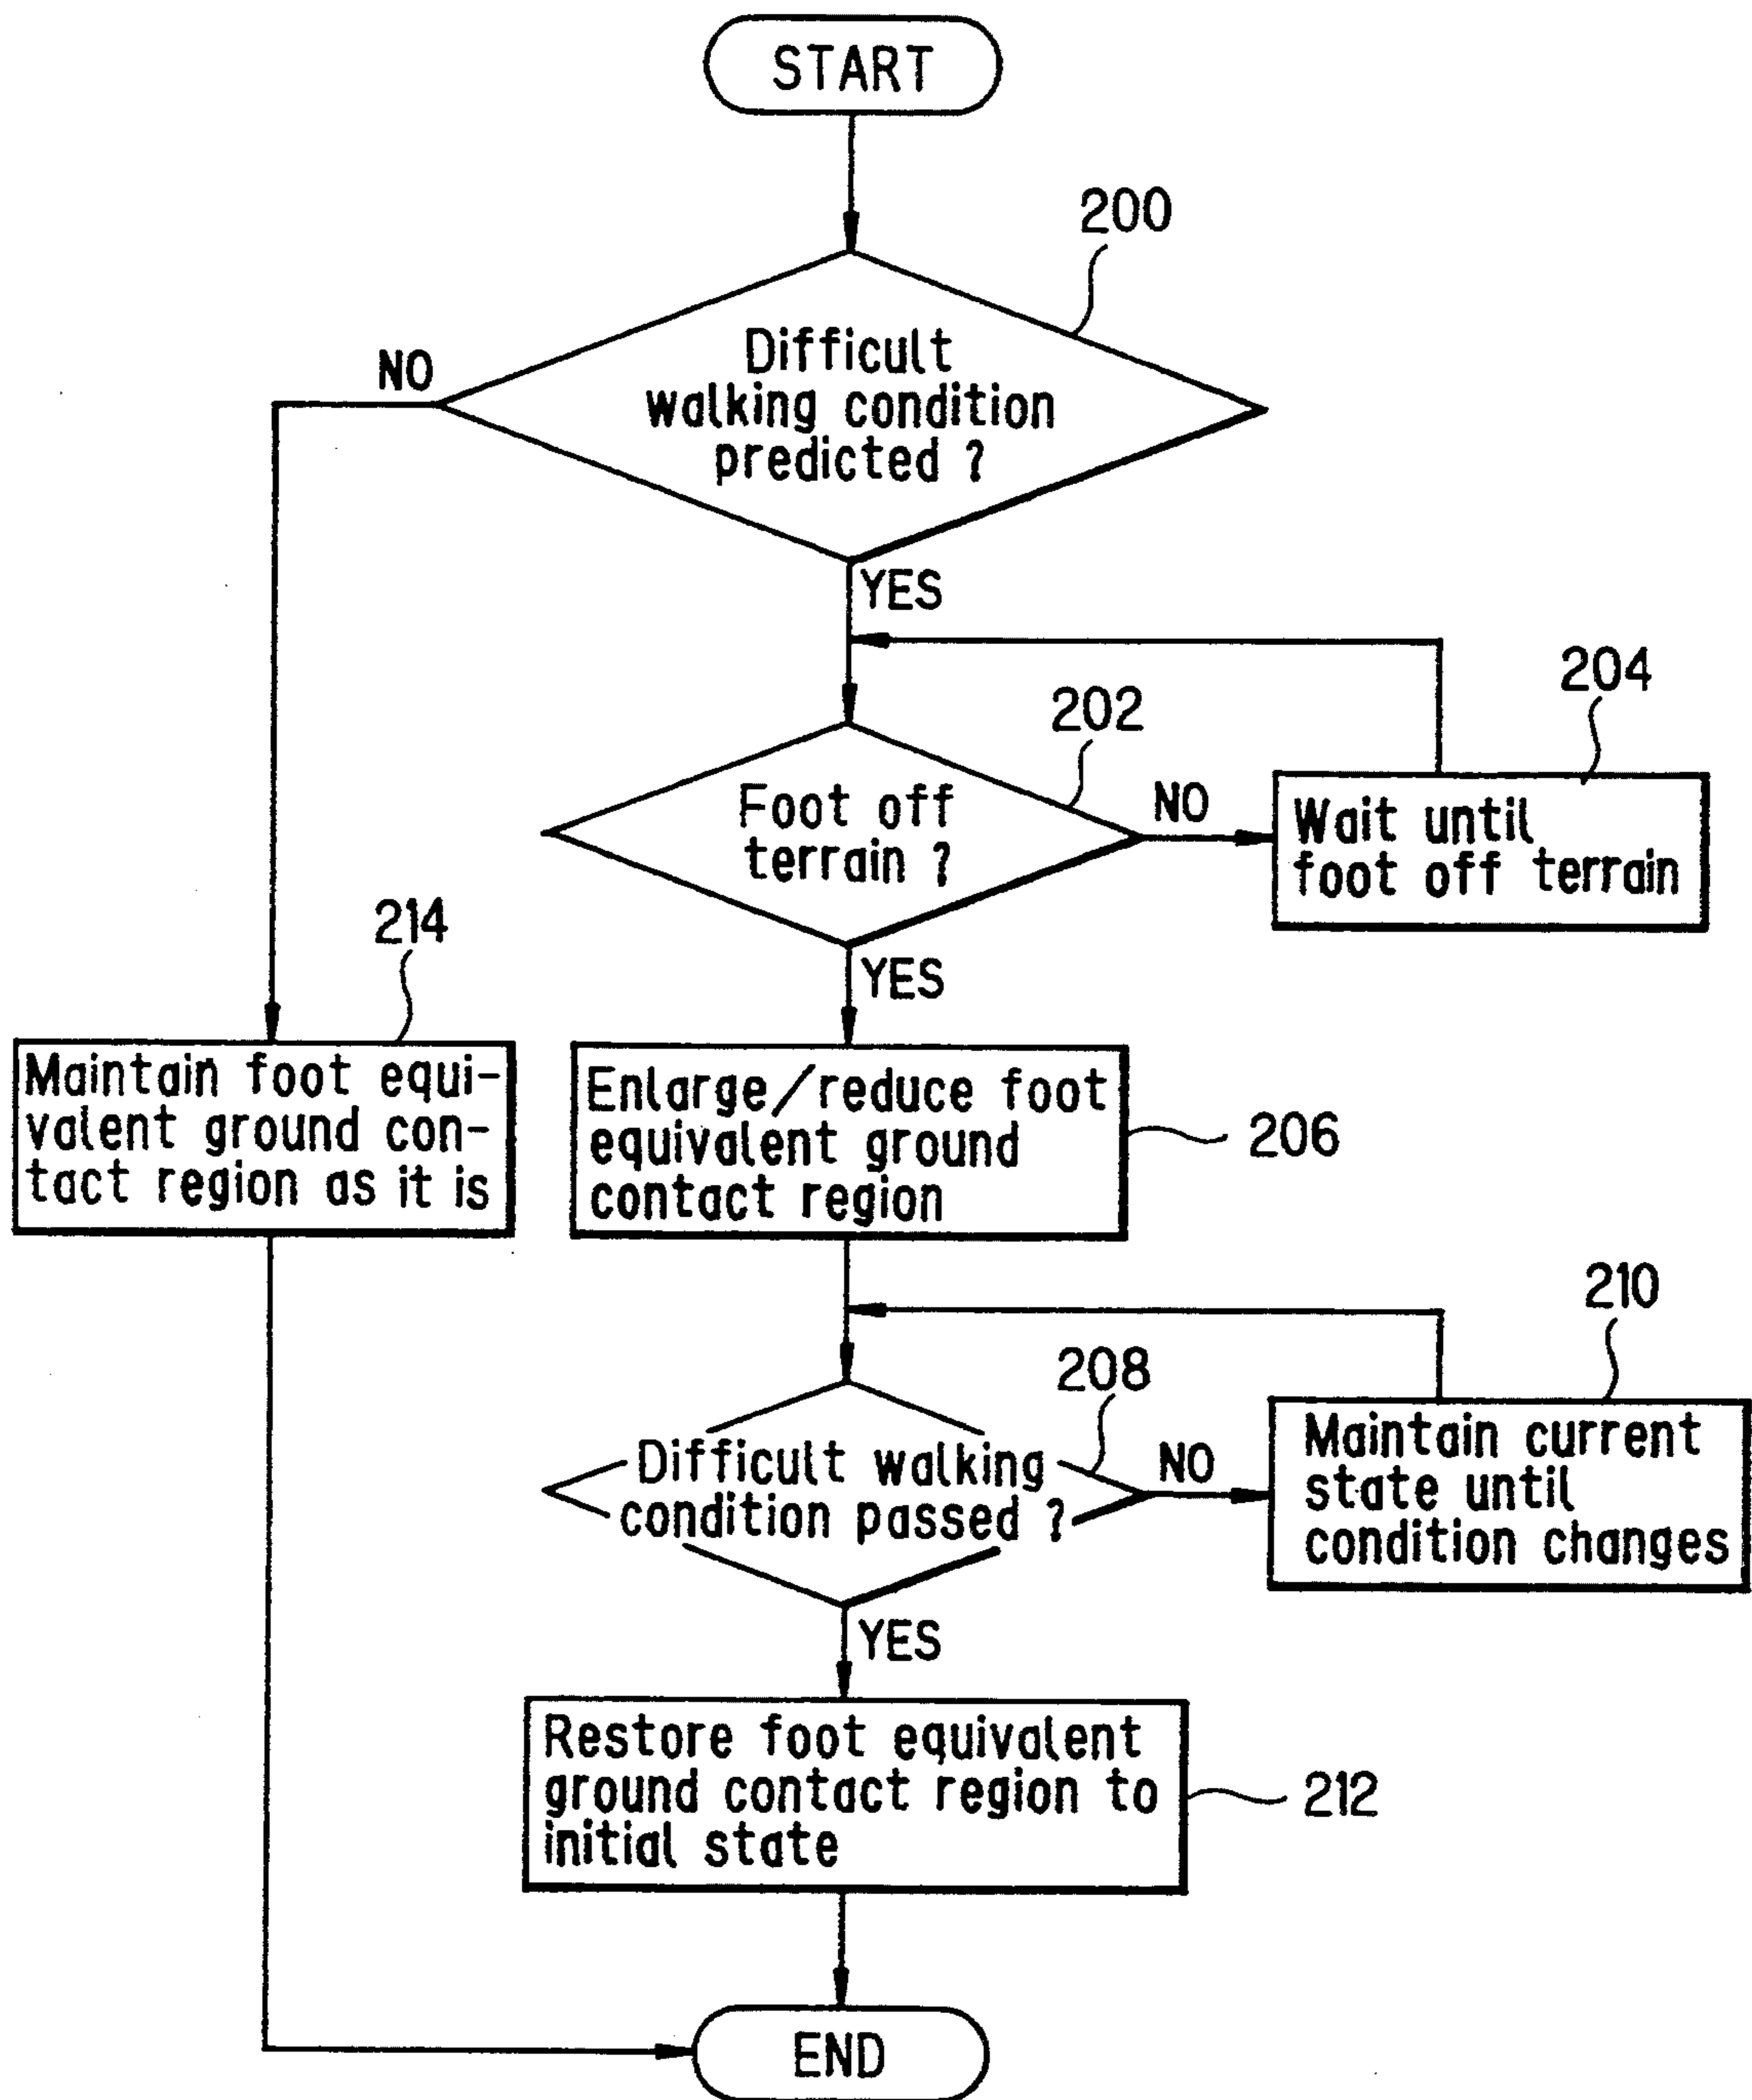 START
200
Difficult
walking condition
predicted ?
NO
YES
204
202
Foot off
terrain ?
NO
Wait until
foot off terrain
214
YES
Maintain foot equi-
valent ground con-
tact region as it is
Enlarge/reduce foot
equivalent ground
contact region
206
210
208
Difficult walking
condition passed ?
NO
Maintain current
state until
condition changes
YES
Restore foot equivalent
ground contact region to
initial state
212
END